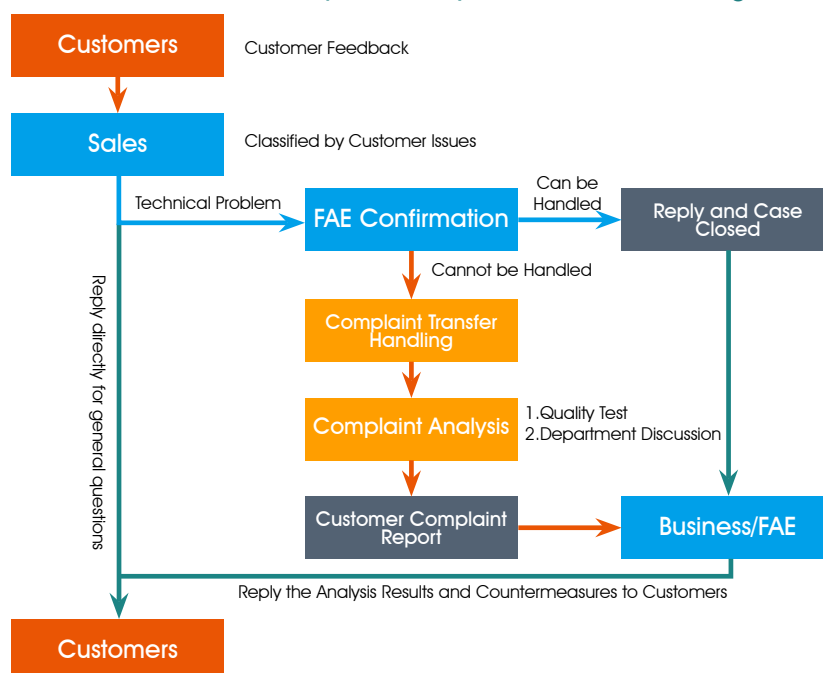 Customers
Customer Feedback
Sales
Classified by Customer Issues
Technical Problem
FAE Confirmation
Can be
Handled
Reply and Case
Closed
Cannot be Handled
Reply directly for general questions
Complaint Transfer
Handling
Complaint Analysis
1.Quality Test
2.Department Discussion
Customer Complaint
Report
Business/FAE
Reply the Analysis Results and Countermeasures to Customers
Customers